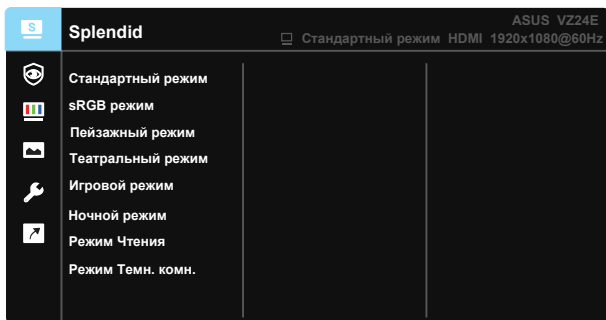 S
Splendid
ASUS VZ24E
Стандартный режим HDMI 1920x1080@60Hz
Стандартный режим
sRGB режим
Пейзажный режим
Театральный режим
Игровой режим
Ночной режим
Режим Чтения
Режим Темн. комн.